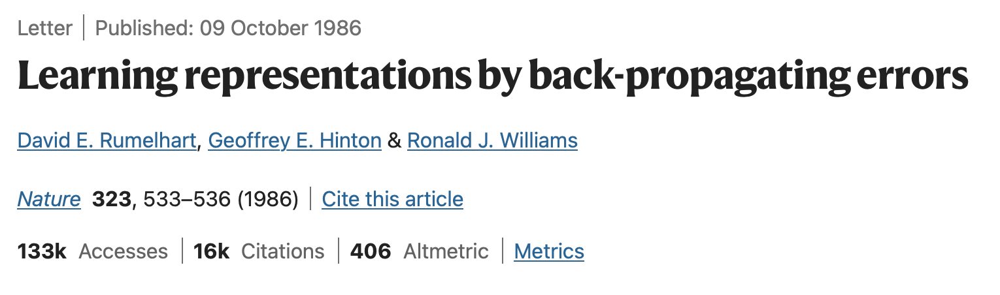 Letter | Published: 09 October 1986
Learning representations by back-propagating errors
David E. Rumelhart, Geoffrey E. Hinton & Ronald J. Williams
Nature 323, 533–536 (1986) | Cite this article
133k Accesses | 16k Citations | 406 Altmetric | Metrics